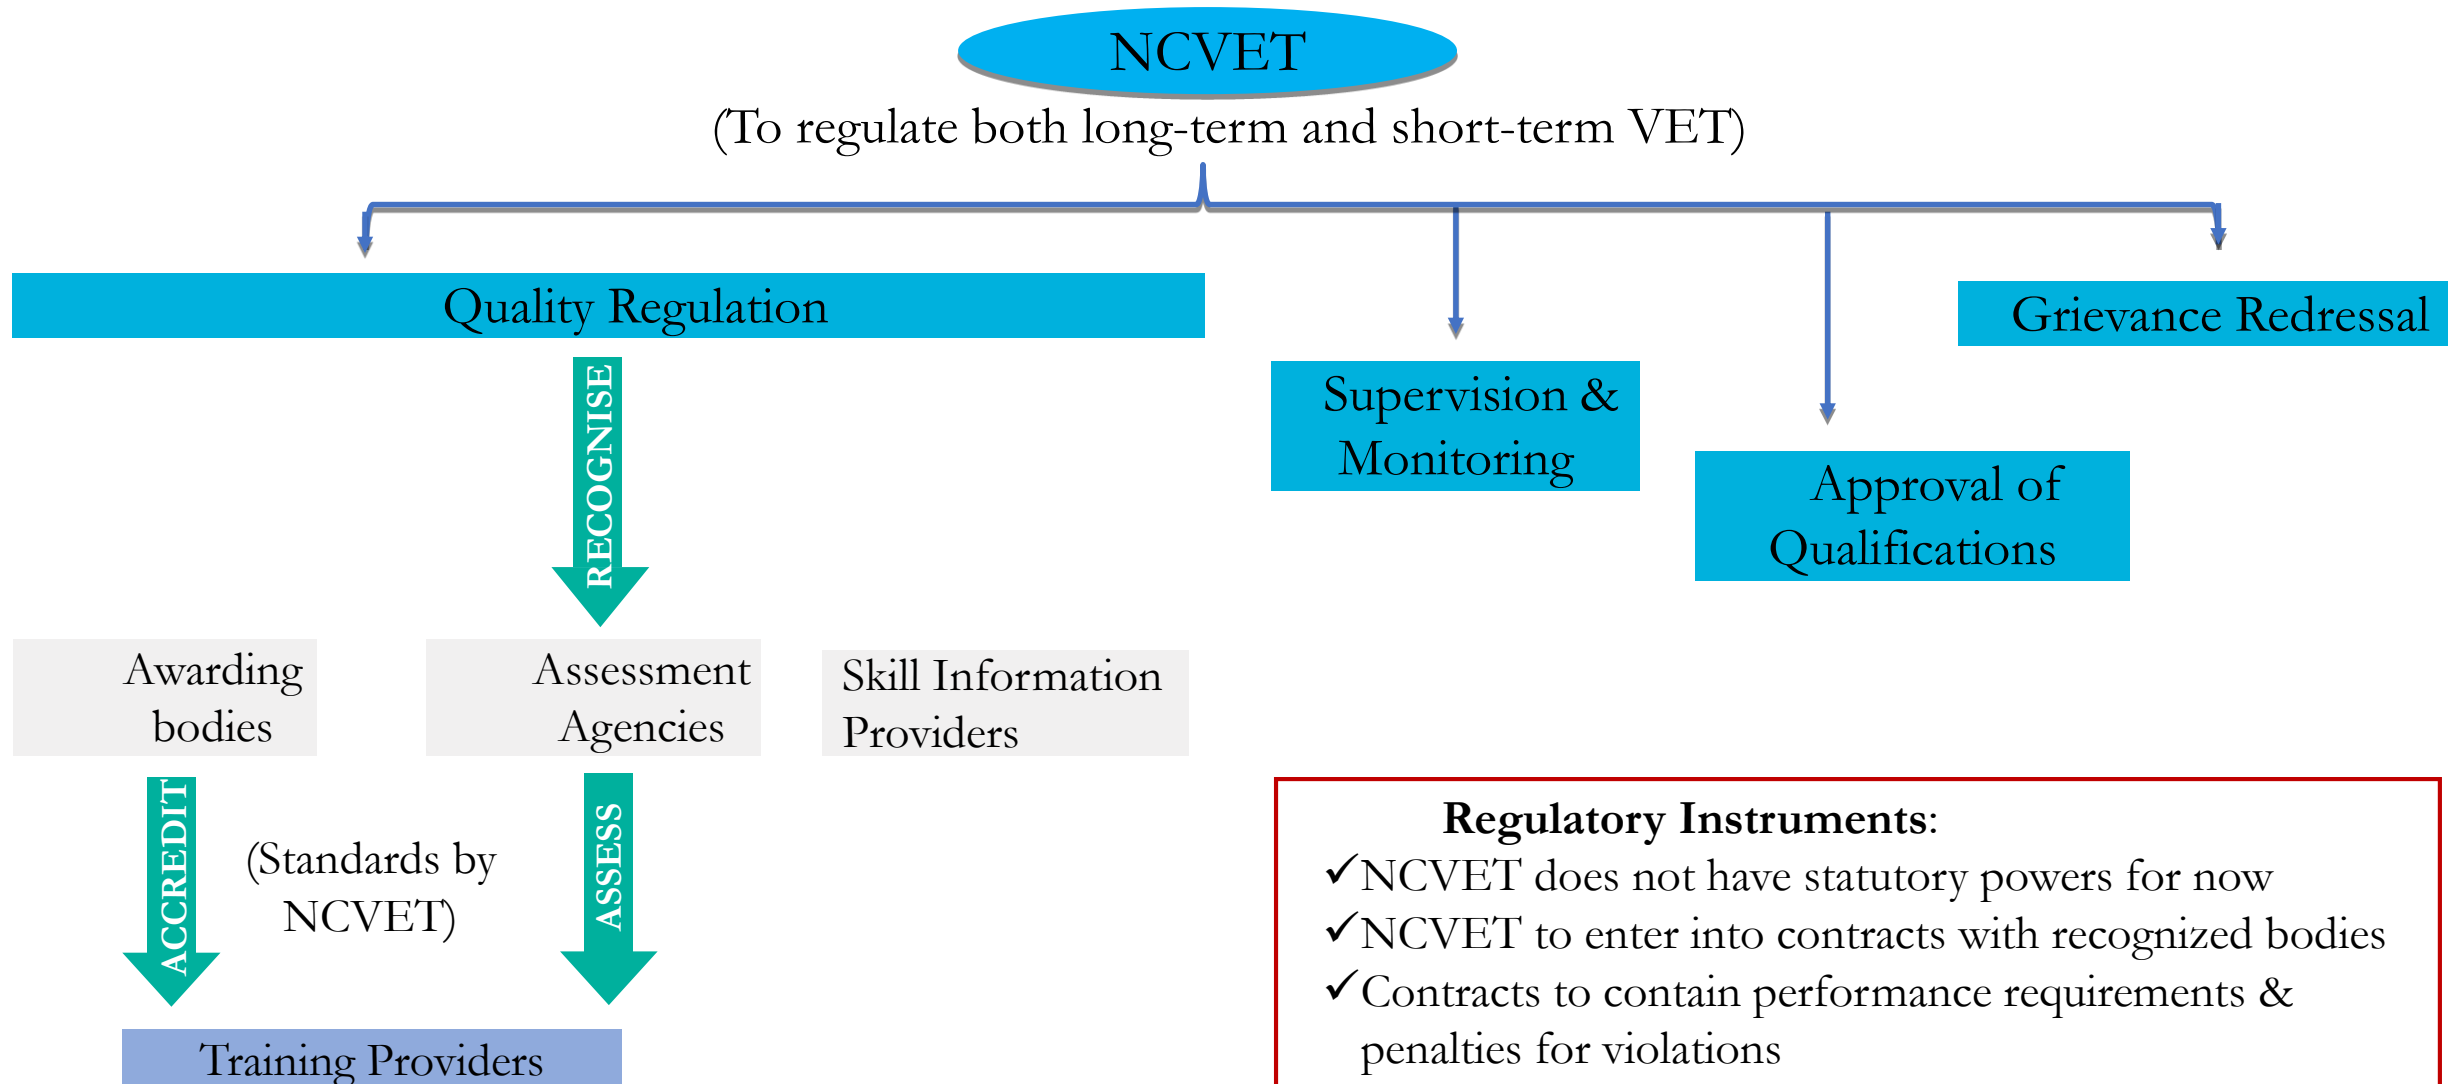 NCVET
(To regulate both long-term and short-term VET)
Quality Regulation
Grievance Redressal
Supervision &
Monitoring
Approval of
Qualifications
RECOGNISE
Awarding
bodies
Assessment
Agencies
Skill Information
Providers
ACCREDIT
(Standards by
NCVET)
ASSESS
Training Providers
Regulatory Instruments:
✓NCVET does not have statutory powers for now
✓NCVET to enter into contracts with recognized bodies
✓Contracts to contain performance requirements &
penalties for violations